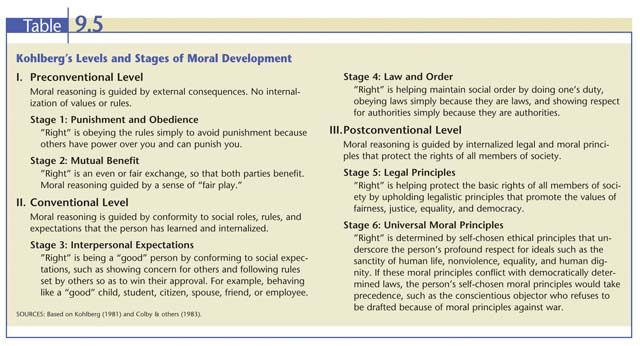 Table 9.5
Kohlberg's Levels and Stages of Moral Development
I. Preconventional Level
Moral reasoning is guided by external consequences. No internal-
ization of values or rules.
Stage 1: Punishment and Obedience
"Right" is obeying the rules simply to avoid punishment because
others have power over you and can punish you.
Stage 2: Mutual Benefit
"Right" is an even or fair exchange, so that both parties benefit.
Moral reasoning guided by a sense of "fair play."
II. Conventional Level
Moral reasoning is guided by conformity to social roles, rules, and
expectations that the person has learned and internalized.
Stage 3: Interpersonal Expectations
"Right" is being a "good" person by conforming to social expec-
tations, such as showing concern for others and following rules
set by others so as to win their approval. For example, behaving
like a "good" child, student, citizen, spouse, friend, or employee.
SOURCES: Based on Kohlberg (1981) and Colby & others (1983).
Stage 4: Law and Order
"Right" is helping maintain social order by doing one's duty,
obeying laws simply because they are laws, and showing respect
for authorities simply because they are authorities.
III. Postconventional Level
Moral reasoning is guided by internalized legal and moral princi-
ples that protect the rights of all members of society.
Stage 5: Legal Principles
"Right" is helping protect the basic rights of all members of soci-
ety by upholding legalistic principles that promote the values of
fairness, justice, equality, and democracy.
Stage 6: Universal Moral Principles
"Right" is determined by self-chosen ethical principles that un-
derscore the person's profound respect for ideals such as the
sanctity of human life, nonviolence, equality, and human dig-
nity. If these moral principles conflict with democratically deter-
mined laws, the person's self-chosen moral principles would take
precedence, such as the conscientious objector who refuses to
be drafted because of moral principles against war.